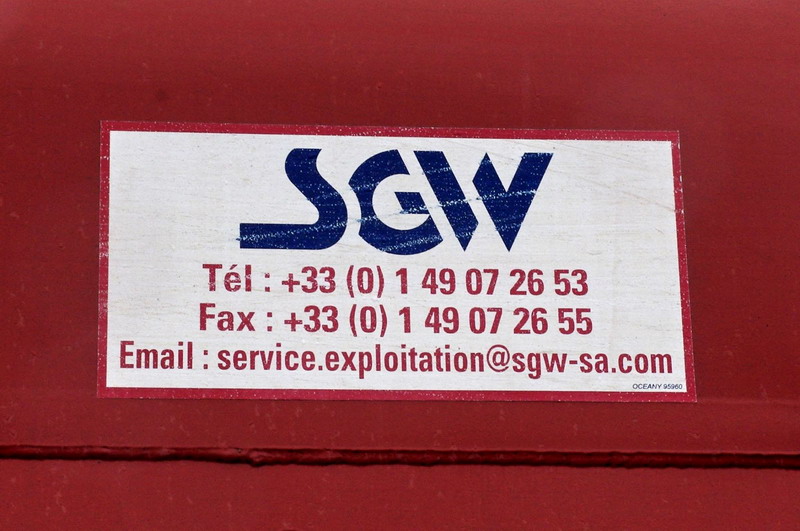 SGW
Tél : +33 (0) 1 49 07 26 53
Fax : +33 (0) 1 49 07 26 55
Email : service.exploitation@sgw-sa.com
OCEANY 95960